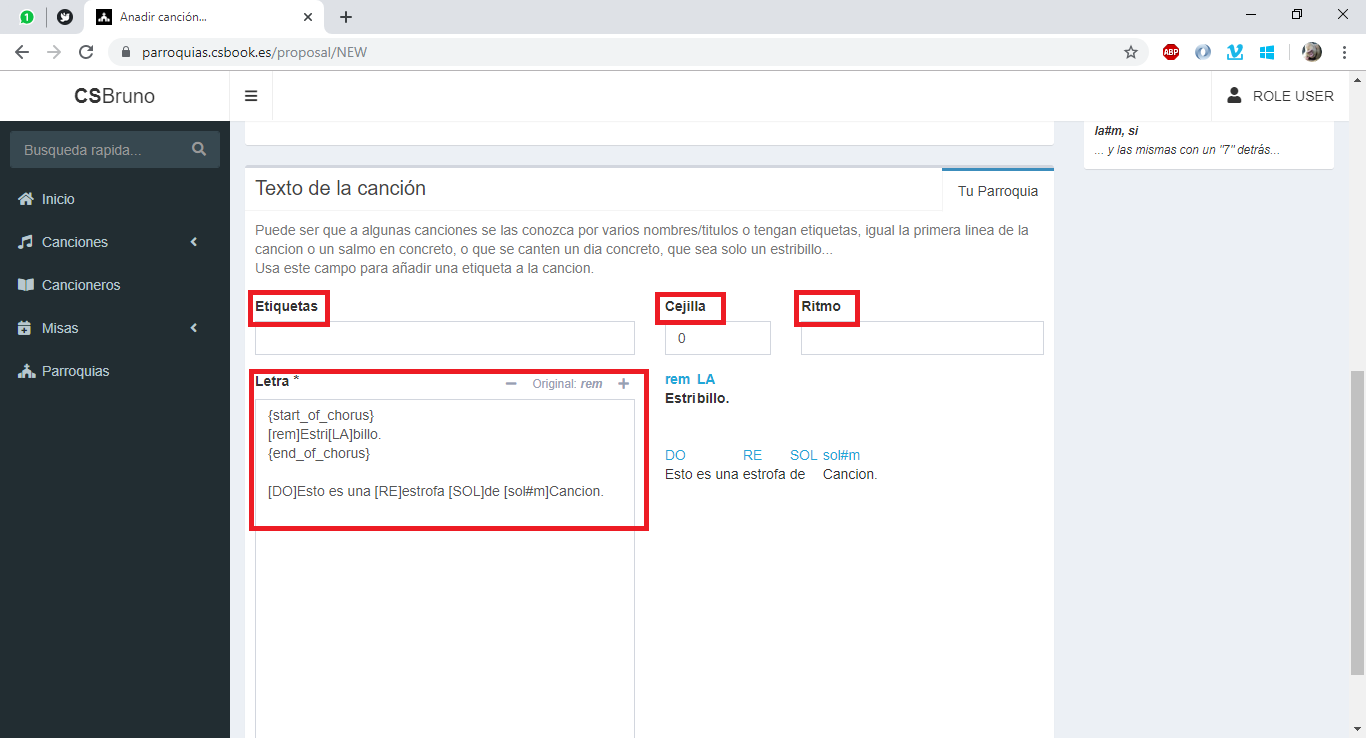 1
Anadir canción...
parroquias.csbook.es/proposal/NEW
ABP
CSBruno
ROLE USER
Busqueda rapida...
Inicio
Canciones
Cancioneros
Misas
Parroquias
la#m, si
... y las mismas con un "7" detrás...
Texto de la canción
Tu Parroquia
Puede ser que a algunas canciones se las conozca por varios nombres/titulos o tengan etiquetas, igual la primera linea de la
cancion o un salmo en concreto, o que se canten un dia concreto, que sea solo un estribillo...
Usa este campo para añadir una etiqueta a la cancion.
Etiquetas
Cejilla
Ritmo
0
Letra *
Original: rem
{start_of_chorus}
[rem]Estri[LA]billo.
{end_of_chorus}
[DO]Esto es una [RE]estrofa [SOL]de [sol#m]Cancion.
rem LA
Estribillo.
DO RE SOL sol#m
Esto es una estrofa de Cancion.